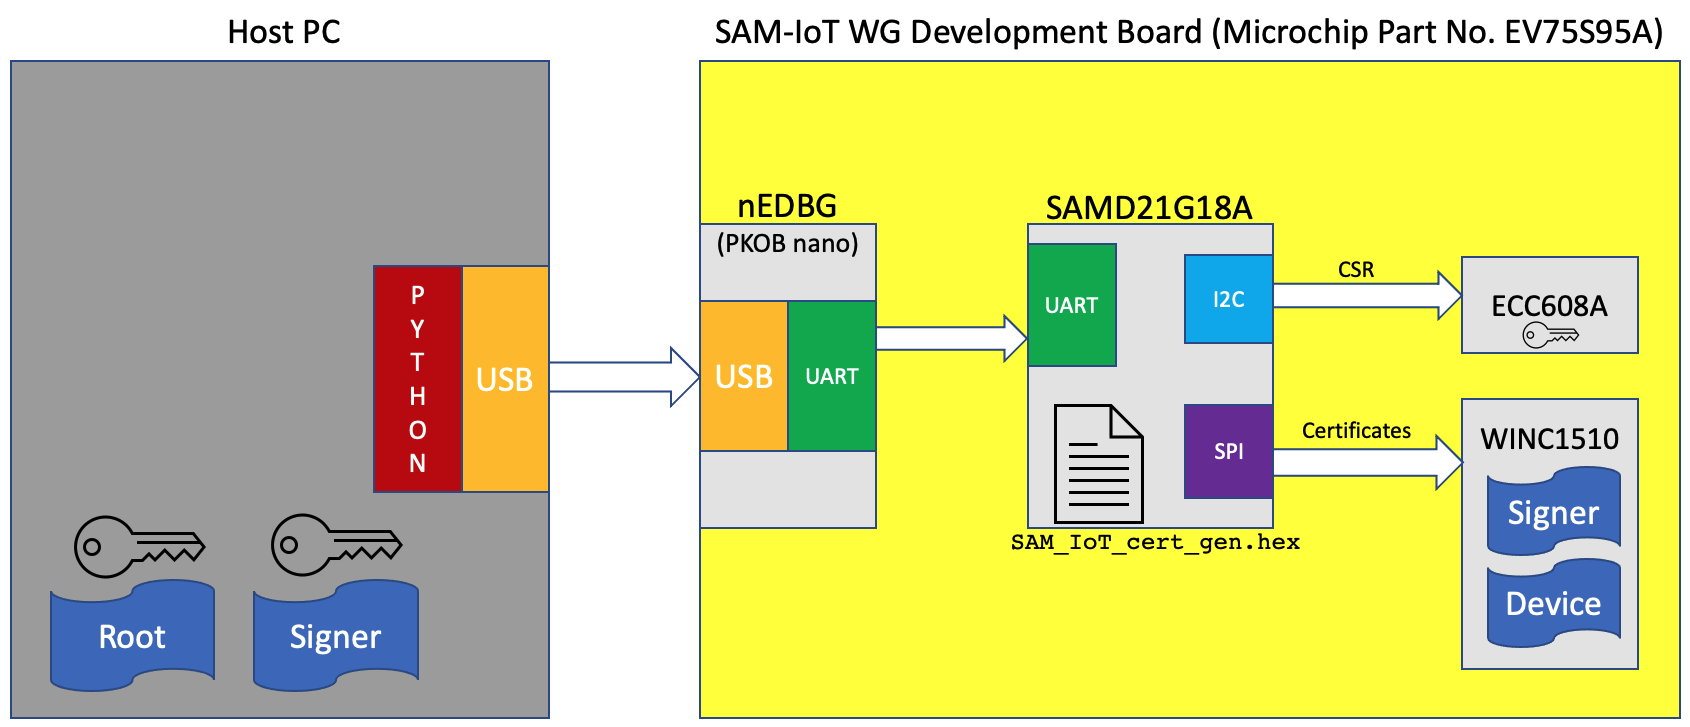 Host PC
SAM-IoT WG Development Board (Microchip Part No. EV75S95A)
PYTHON
USB
Root
Signer
nEDBG
(PKOB nano)
USB
UART
SAMD21G18A
UART
I2C
SPI
SAM_IoT_cert_gen.hex
CSR
ECC608A
Certificates
WINC1510
Signer
Device